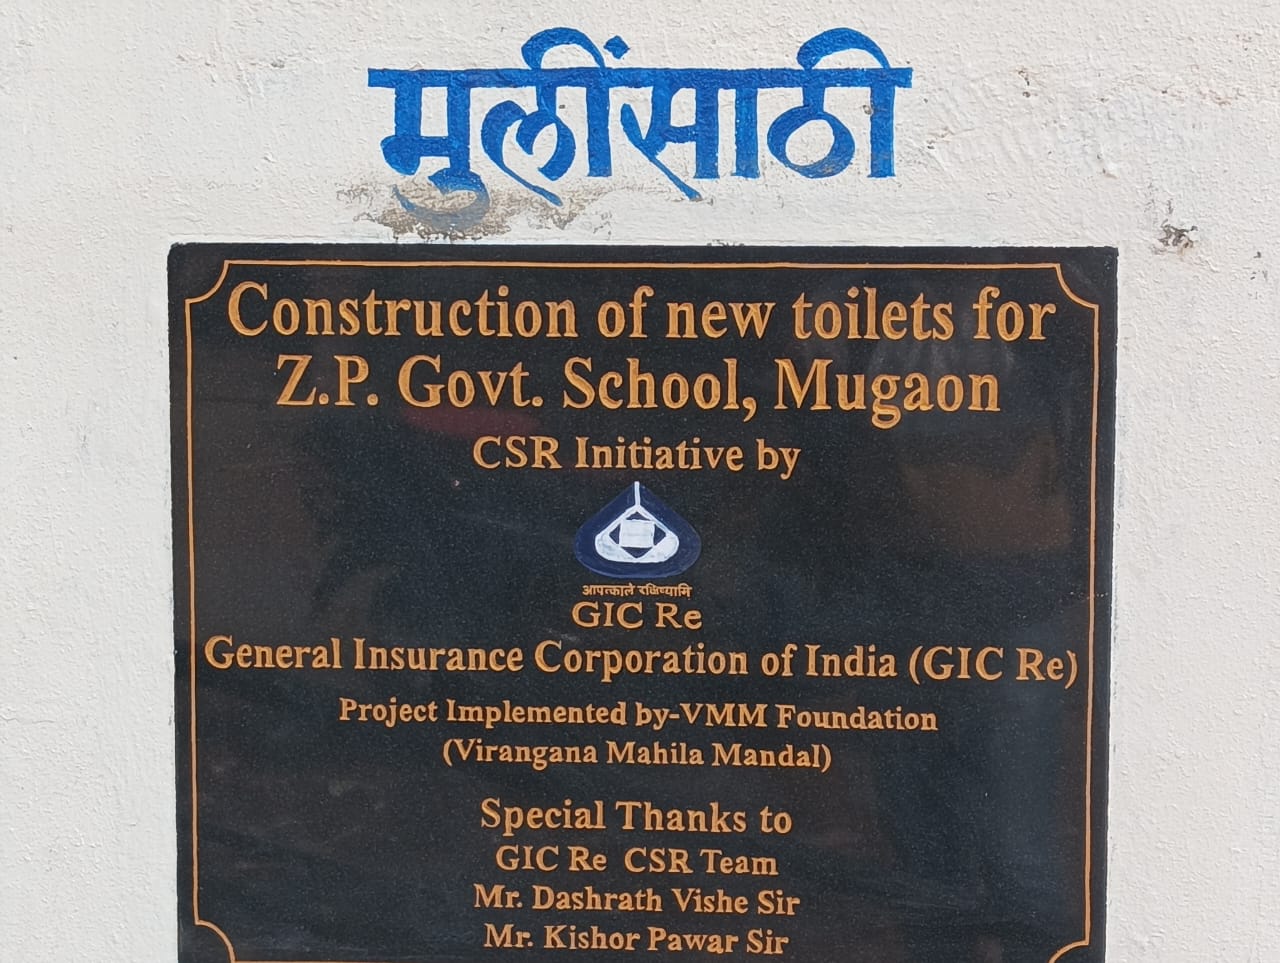 मुलींसाठी
Construction of new toilets for
Z.P. Govt. School, Mugaon
CSR Initiative by
आपत्काले रक्षिष्यामि
GIC Re
General Insurance Corporation of India (GIC Re)
Project Implemented by-VMM Foundation
(Virangana Mahila Mandal)
Special Thanks to
GIC Re CSR Team
Mr. Dashrath Vishe Sir
Mr. Kishor Pawar Sir